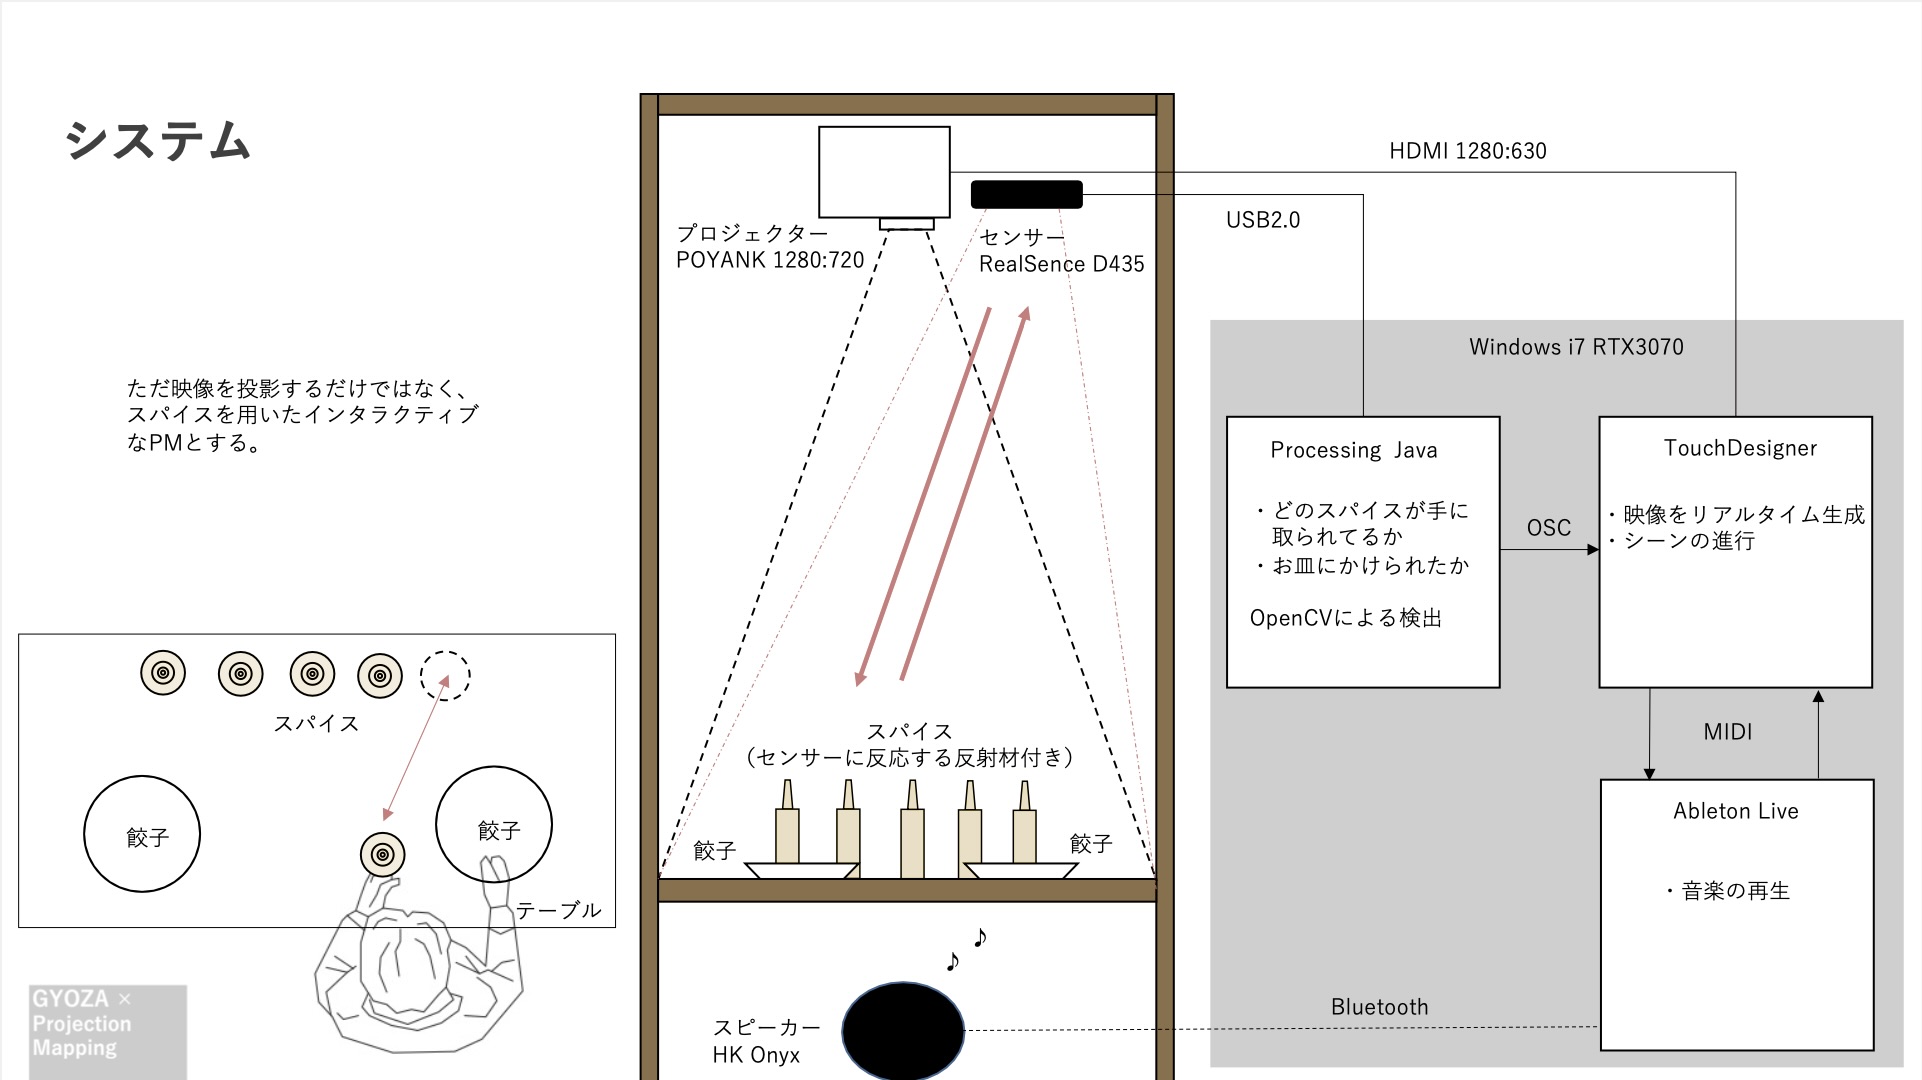 システム
ただ映像を投影するだけではなく、
スパイスを用いたインタラクティブ
なPMとする。
スパイス
餃子
餃子
テーブル
GYOZA ×
Projection
Mapping
プロジェクター
POYANK 1280:720
センサー
RealSence D435
スパイス
（センサーに反応する反射材付き）
餃子
餃子
♪
♪
スピーカー
HK Onyx
HDMI 1280:630
USB2.0
Windows i7 RTX3070
Processing Java
・どのスパイスが手に
取られてるか
・お皿にかけられたか
OpenCVによる検出
OSC
TouchDesigner
・映像をリアルタイム生成
・シーンの進行
MIDI
Ableton Live
・音楽の再生
Bluetooth